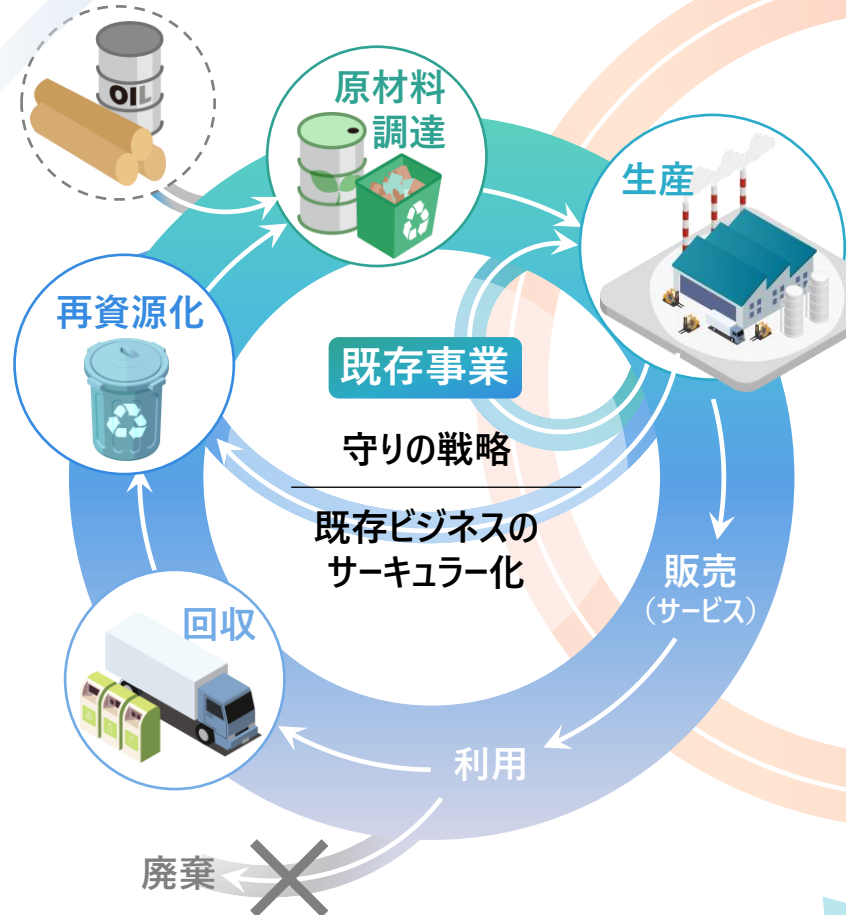 OIL
原材料
調達
生産
再資源化
既存事業
守りの戦略
既存ビジネスの
サーキュラー化
販売
（サービス）
回収
利用
廃棄